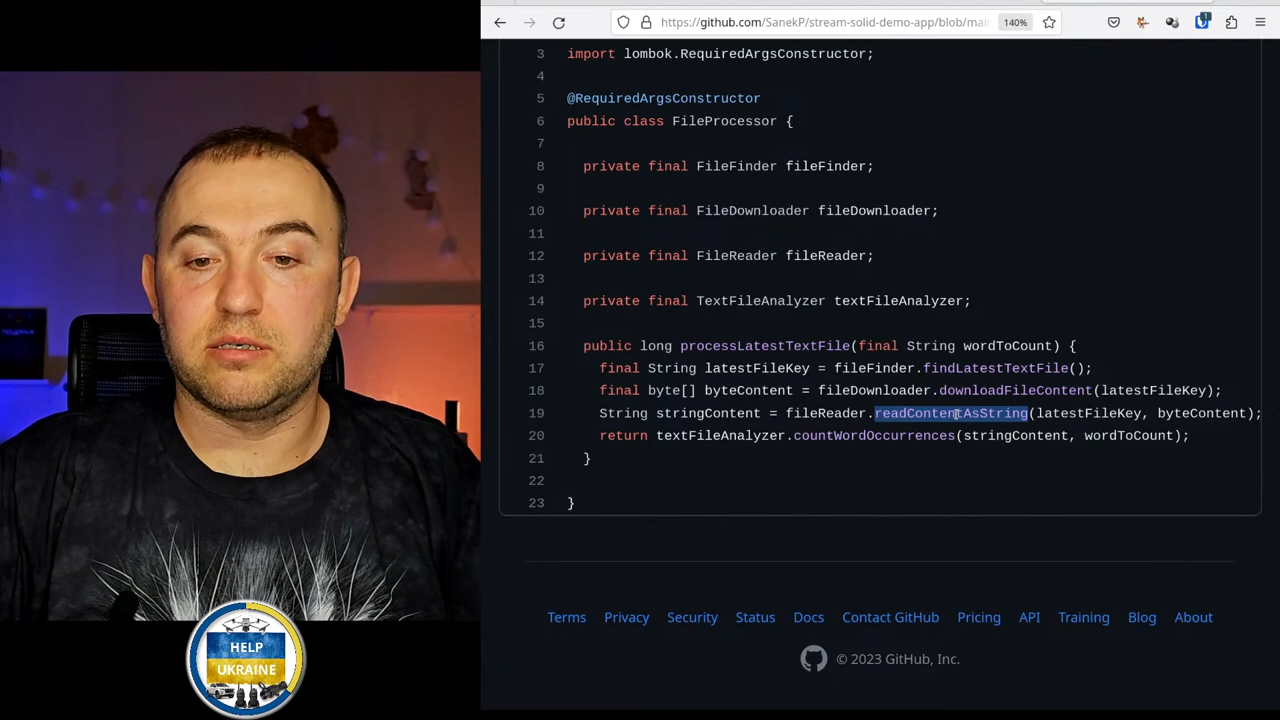 https://github.com/SanekP/stream-solid-demo-app/blob/mai
140%
1
3 import lombok.RequiredArgsConstructor;
4
5 @RequiredArgsConstructor
6 public class FileProcessor {
7
8 private final FileFinder fileFinder;
9
10 private final FileDownloader fileDownloader;
11
12 private final FileReader fileReader;
13
14 private final TextFileAnalyzer textFileAnalyzer;
15
16 public long processLatestTextFile(final String wordToCount) {
17 final String latestFileKey = fileFinder.findLatestTextFile();
18 final byte[] byteContent = fileDownloader.downloadFileContent(latestFileKey);
19 String stringContent = fileReader.readContentAsString(latestFileKey, byteContent);
20 return textFileAnalyzer.countWordOccurrences(stringContent, wordToCount);
21 }
22
23 }
Terms Privacy Security Status Docs Contact GitHub Pricing API Training Blog About
© 2023 GitHub, Inc.
HELP
UKRAINE